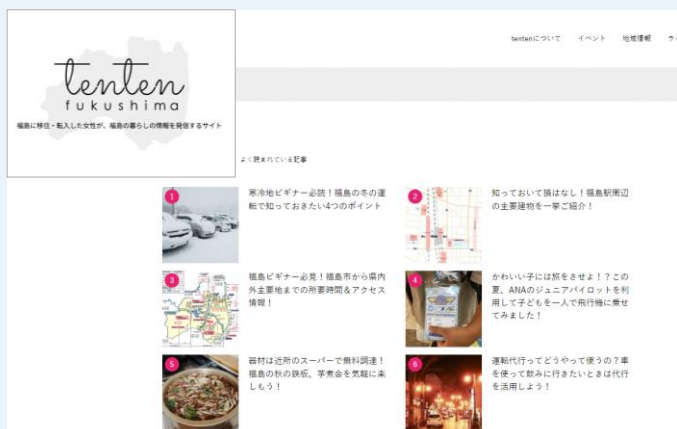 tenten
fukushima
福島に移住・転入した女性が、福島の暮らしの情報を発信するサイト
tentenについて
イベント
地域情報
よく読まれている記事
1
寒冷地ビギナー必読！福島の冬の運
転で知っておきたい4つのポイント
2
知っておいて損はなし！福島駅周辺
の主要建物を一挙ご紹介！
3
福島ビギナー必見！福島市から県内
外主要地までの所要時間＆アクセス
情報！
4
かわいい子には旅をさせよ！？この
夏、ANAのジュニアパイロットを利
用して子どもを一人で飛行機に乗せ
てみました！
5
器材は近所のスーパーで無料調達！
福島の秋の鉄板、芋煮会を気軽に楽
しもう！
6
運転代行ってどうやって使うの？車
を使って飲みに行きたいときは代行
を活用しよう！